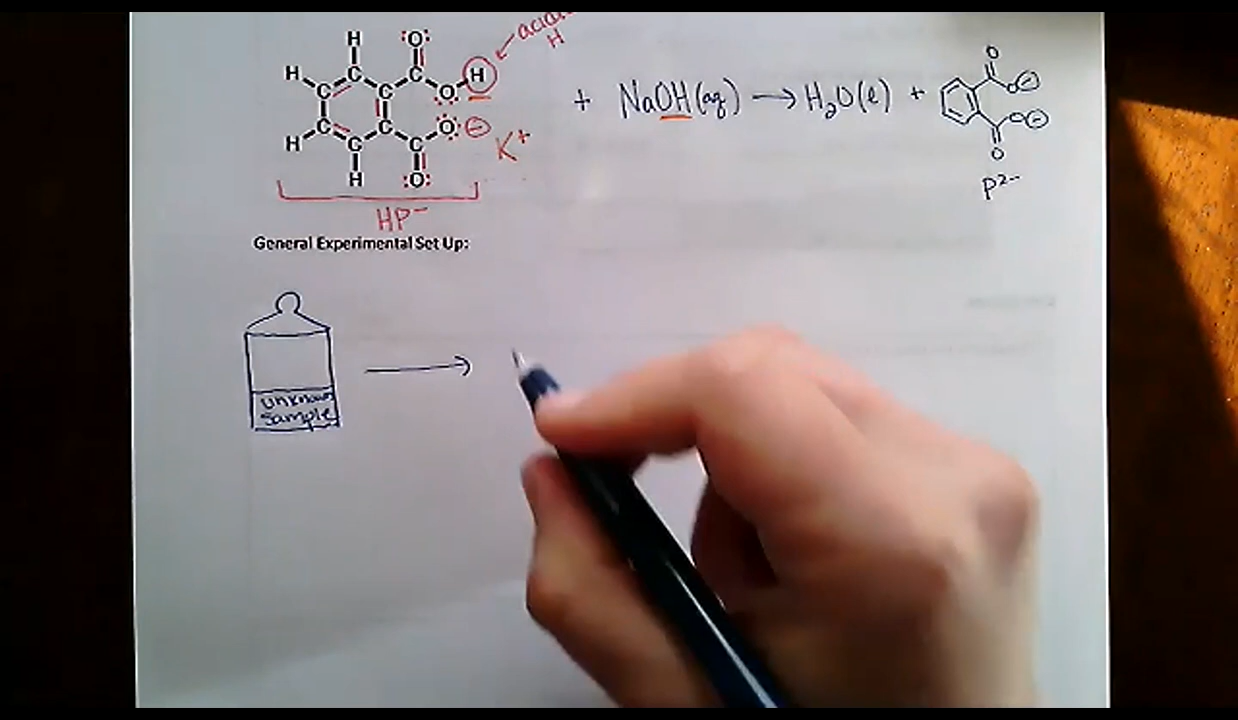 acidic
H
H
:O:
H C H
C C O
C C O: ⊖ K⁺
H C C
H :O:
+ NaOH(aq) → H₂O(l) +
O
O⊖
O⊖
O
P²⁻
HP⁻
General Experimental Set Up:
unknown
sample